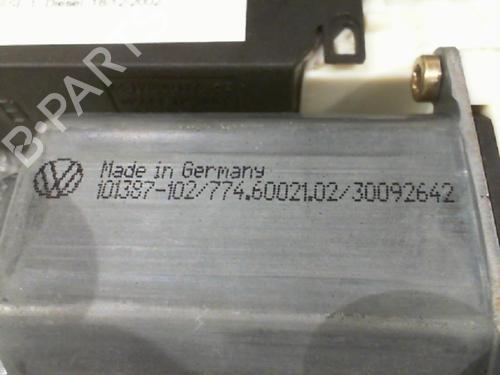 Diesel 18.12.2002
Made in Germany
101387-102/774.60021.02/30092642
B-PARTS